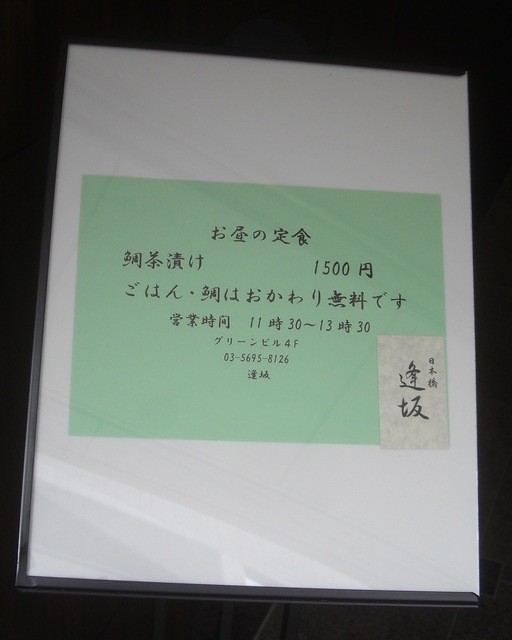 お昼の定食
鯛茶漬け 1500円
ごはん・鯛はおかわり無料です
営業時間 11時30～13時30
グリーンビル4F
03-5695-8126
逢坂
日本橋
逢坂